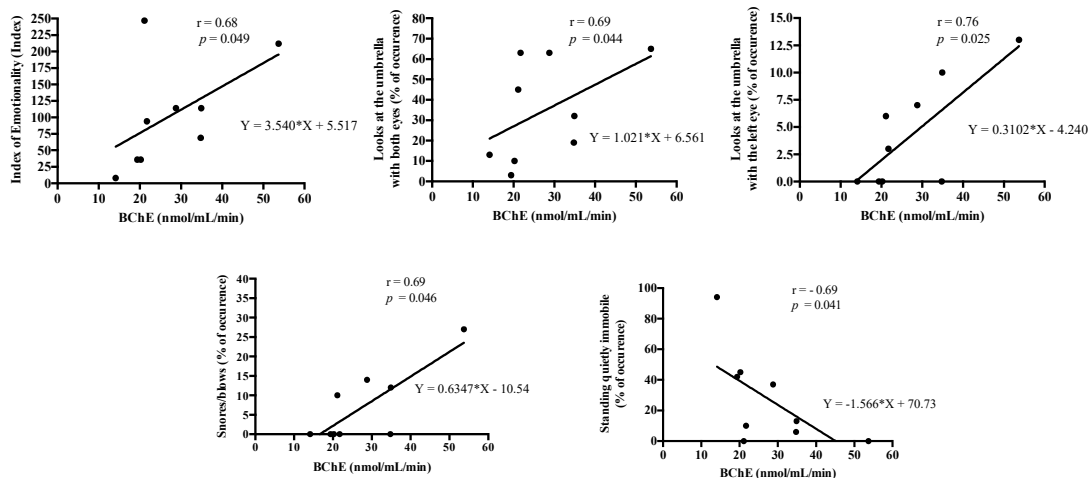 Index of Emotionality (Index)
250
225
200
175
150
125
100
75
50
25
0
r = 0.68
p = 0.049
Y = 3.540*X + 5.517
0 10 20 30 40 50 60
BChE (nmol/mL/min)
Looks at the umbrella
with both eyes (% of occurence)
80
70
60
50
40
30
20
10
0
r = 0.69
p = 0.044
Y = 1.021*X + 6.561
0 10 20 30 40 50 60
BChE (nmol/mL/min)
Looks at the umbrella
with the left eye (% of occurence)
15.0
12.5
10.0
7.5
5.0
2.5
0.0
r = 0.76
p = 0.025
Y = 0.3102*X - 4.240
0 10 20 30 40 50 60
BChE (nmol/mL/min)
Snores/blows (% of occurence)
40
35
30
25
20
15
10
5
0
r = 0.69
p = 0.046
Y = 0.6347*X - 10.54
0 10 20 30 40 50 60
BChE (nmol/mL/min)
Standing quietly immobile
(% of occurence)
100
80
60
40
20
0
r = - 0.69
p = 0.041
Y = -1.566*X + 70.73
0 10 20 30 40 50 60
BChE (nmol/mL/min)